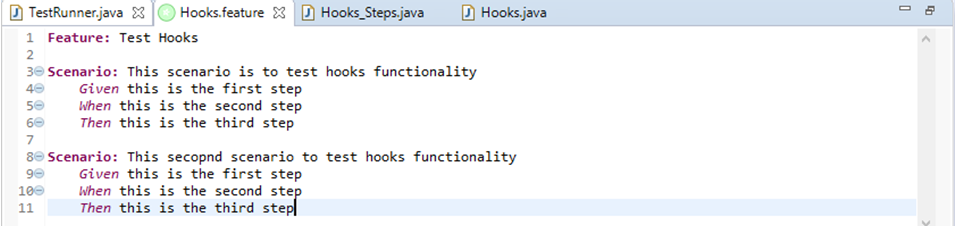 TestRunner.java Hooks.feature Hooks_Steps.java Hooks.java
1 Feature: Test Hooks
2
3 Scenario: This scenario is to test hooks functionality
4 Given this is the first step
5 When this is the second step
6 Then this is the third step
7
8 Scenario: This secopnd scenario to test hooks functionality
9 Given this is the first step
10 When this is the second step
11 Then this is the third step